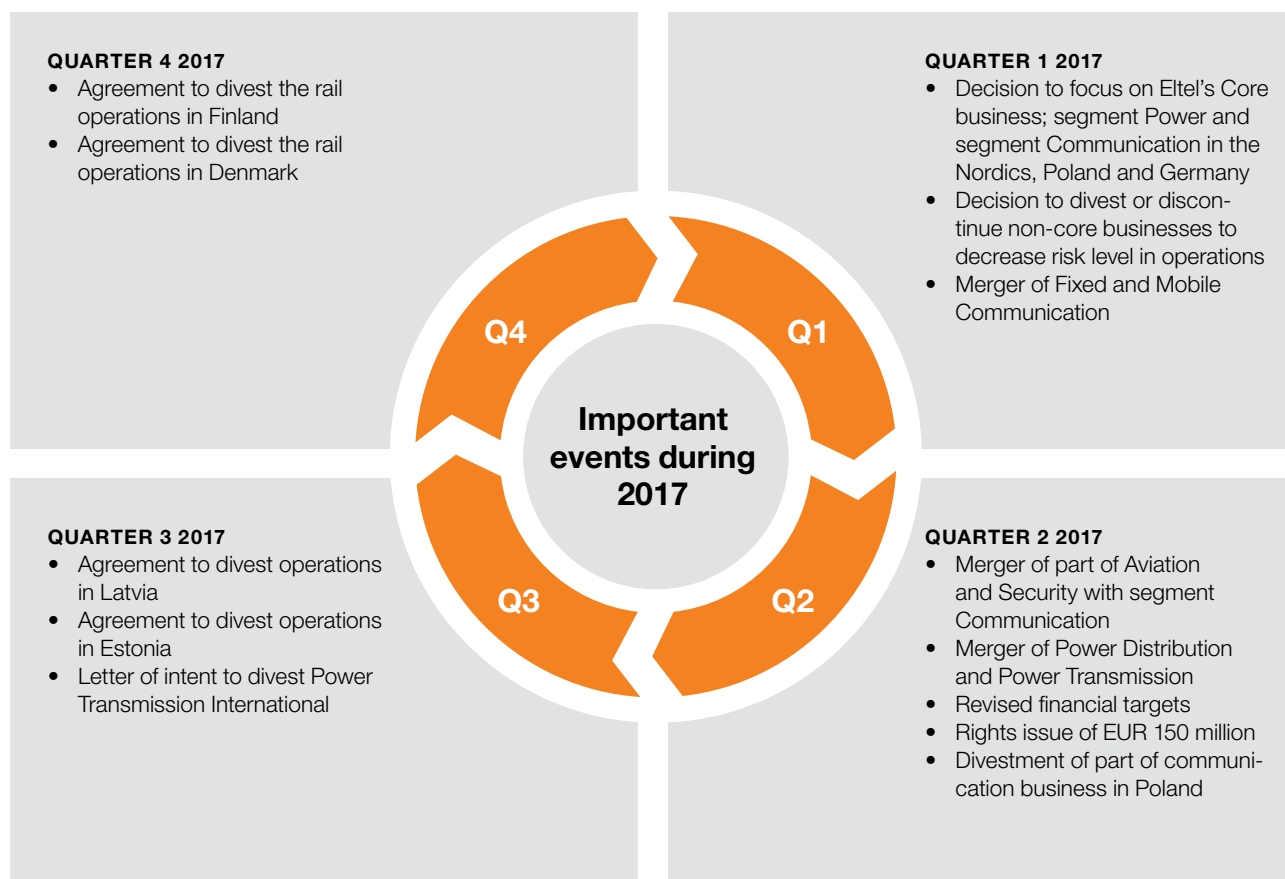 QUARTER 4 2017
• Agreement to divest the rail
operations in Finland
• Agreement to divest the rail
operations in Denmark
QUARTER 1 2017
• Decision to focus on Eltel’s Core
business; segment Power and
segment Communication in the
Nordics, Poland and Germany
• Decision to divest or discon-
tinue non-core businesses to
decrease risk level in operations
• Merger of Fixed and Mobile
Communication
Q4
Q1
Important
events during
2017
Q3
Q2
QUARTER 3 2017
• Agreement to divest operations
in Latvia
• Agreement to divest operations
in Estonia
• Letter of intent to divest Power
Transmission International
QUARTER 2 2017
• Merger of part of Aviation
and Security with segment
Communication
• Merger of Power Distribution
and Power Transmission
• Revised financial targets
• Rights issue of EUR 150 million
• Divestment of part of communi-
cation business in Poland